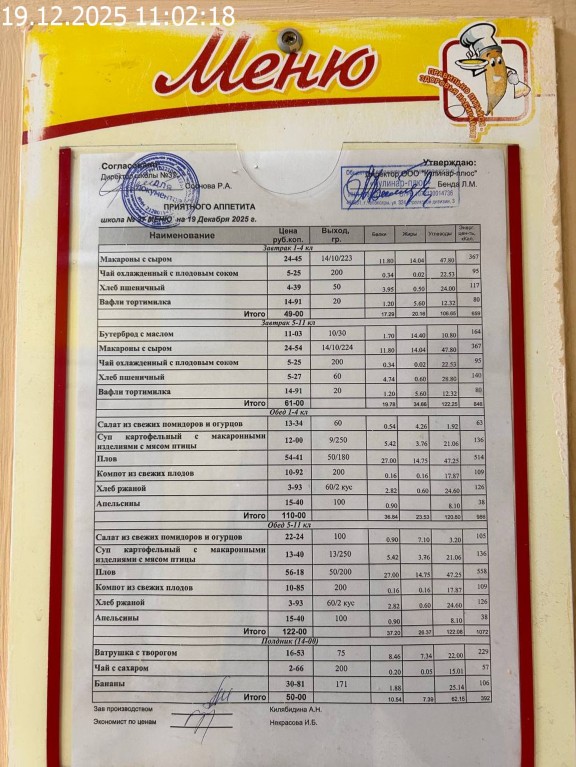 19.12.2025 11:02:18
Меню
ПРАВИЛЬНО ПИТАЙСЯ
ЗДОРОВЬЯ НАБИРАЙСЯ
Согласовано: Утверждаю:
Директор школы № Директор ООО "Кулинар-плюс"
Р.А. Бенда Л.М.
ПРИЯТНОГО АППЕТИТА
школа № МЕНЮ на 19 Декабря 2025 г.
Наименование Цена руб.коп. Выход, гр. Белки Жиры Углеводы
Завтрак 1-4 кл
Макароны с сыром 24-45 14/10/223 11.80 14.04 47.80 367
Чай охлажденный с плодовым соком 5-25 200 0.34 0.02 22.53 95
Хлеб пшеничный 4-39 50 3.95 0.50 24.00 117
Вафли тортимилка 14-91 20 1.20 5.60 12.32 80
Итого 49-00 17.29 20.16 106.65 659
Завтрак 5-11 кл
Бутерброд с маслом 11-03 10/30 1.70 14.40 10.80 164
Макароны с сыром 24-54 14/10/224 11.80 14.04 47.80 367
Чай охлажденный с плодовым соком 5-25 200 0.34 0.02 22.53 95
Хлеб пшеничный 5-27 60 4.74 0.60 28.80 140
Вафли тортимилка 14-91 20 1.20 5.60 12.32 80
Итого 61-00 19.78 34.66 122.25 846
Обед 1-4 кл
Салат из свежих помидоров и огурцов 13-34 60 0.54 4.26 1.92 63
Суп картофельный с макаронными изделиями с мясом птицы 12-00 9/250 5.42 3.76 21.06 136
Плов 54-41 50/180 27.00 14.75 47.25 514
Компот из свежих плодов 10-92 200 0.16 0.16 17.87 109
Хлеб ржаной 3-93 60/2 кус 2.82 0.60 24.60 126
Апельсины 15-40 100 0.90 8.10 38
Итого 110-00 36.84 23.53 120.80 986
Обед 5-11 кл
Салат из свежих помидоров и огурцов 22-24 100 0.90 7.10 3.20 105
Суп картофельный с макаронными изделиями с мясом птицы 13-40 13/250 5.42 3.76 21.06 136
Плов 56-18 50/200 27.00 14.75 47.25 558
Компот из свежих плодов 10-85 200 0.16 0.16 17.87 109
Хлеб ржаной 3-93 60/2 кус 2.82 0.60 24.60 126
Апельсины 15-40 100 0.90 8.10 38
Итого 122-00 37.20 26.37 122.08 1072
Полдник (14-00)
Ватрушка с творогом 16-53 75 8.46 7.34 22.00 229
Чай с сахаром 2-66 200 0.20 0.05 15.01 57
Бананы 30-81 171 1.88 25.14 106
Итого 50-00 10.54 7.39 62.15 392
Зав производством Килябидина А.Н.
Экономист по ценам Некрасова И.Б.